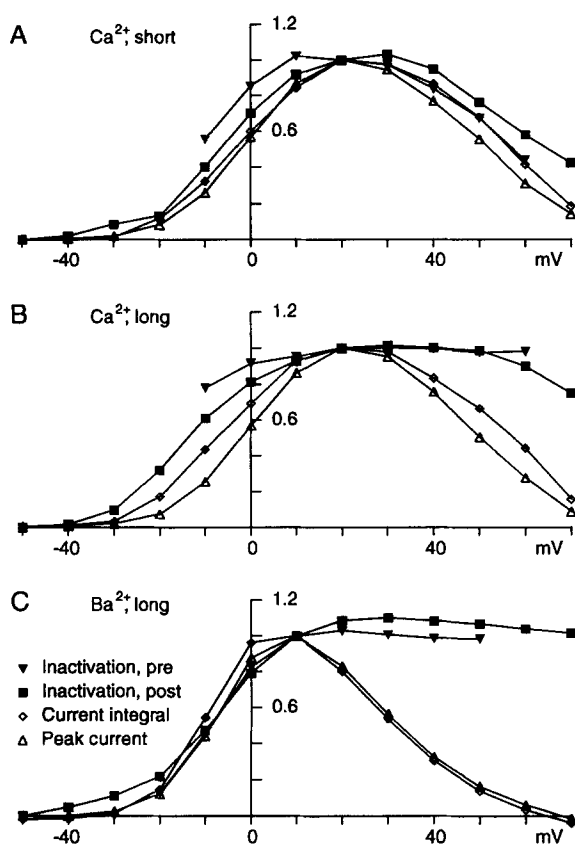 A
Ca²⁺, short
1.2
0.6
-40
0
40
mV
B
Ca²⁺, long
1.2
0.6
-40
0
40
mV
C
Ba²⁺, long
1.2
0.6
Inactivation, pre
Inactivation, post
Current integral
Peak current
-40
0
40
mV